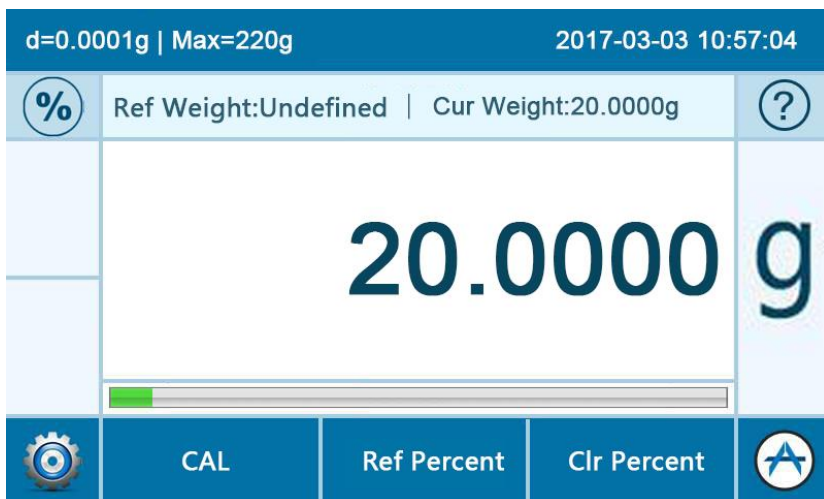 d=0.0001g | Max=220g 2017-03-03 10:57:04
% Ref Weight:Undefined | Cur Weight:20.0000g ?
20.0000 g
CAL Ref Percent Clr Percent